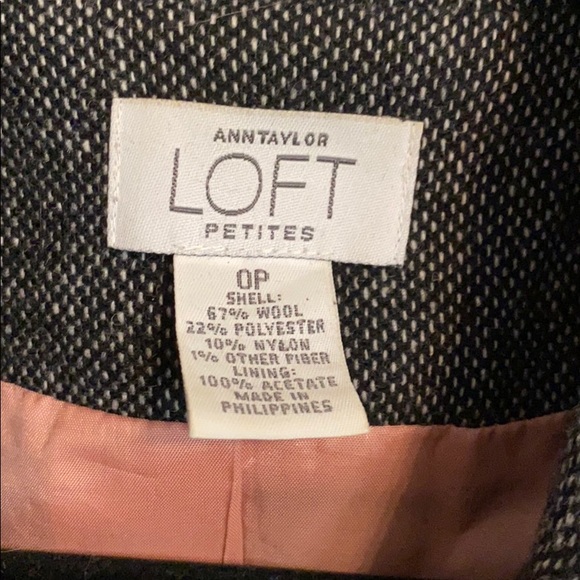 ANNTAYLOR
LOFT
PETITES
0P
SHELL:
67% WOOL
22% POLYESTER
10% NYLON
1% OTHER FIBER
LINING:
100% ACETATE
MADE IN
PHILIPPINES